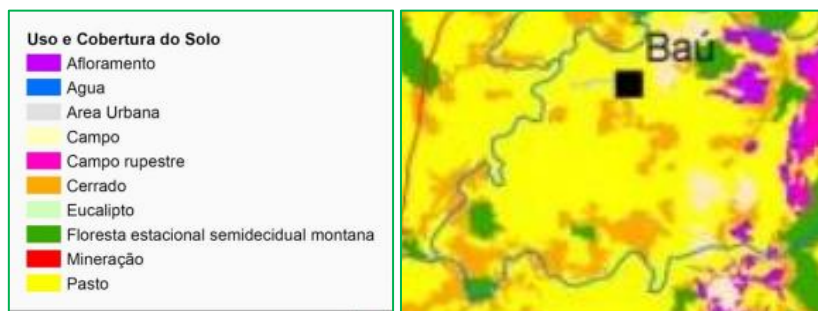 Uso e Cobertura do Solo
Afloramento
Agua
Area Urbana
Campo
Campo rupestre
Cerrado
Eucalipto
Floresta estacional semidecidual montana
Mineração
Pasto
Baú